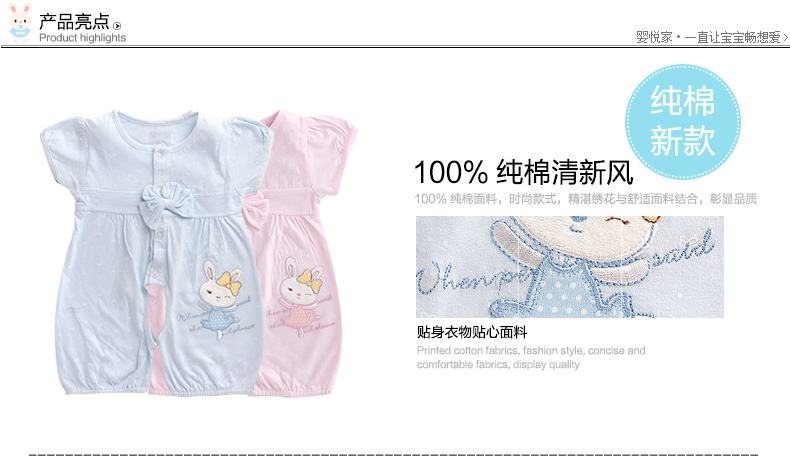 产品亮点
Product highlights
婴悦家•一直让宝宝畅想爱
纯棉
新款
100% 纯棉清新风
100% 纯棉面料，时尚款式，精湛绣花与舒适面料结合，彰显品质
贴身衣物贴心面料
Printed cotton fabrics, fashion style, concise and
comfortable fabrics, display quality